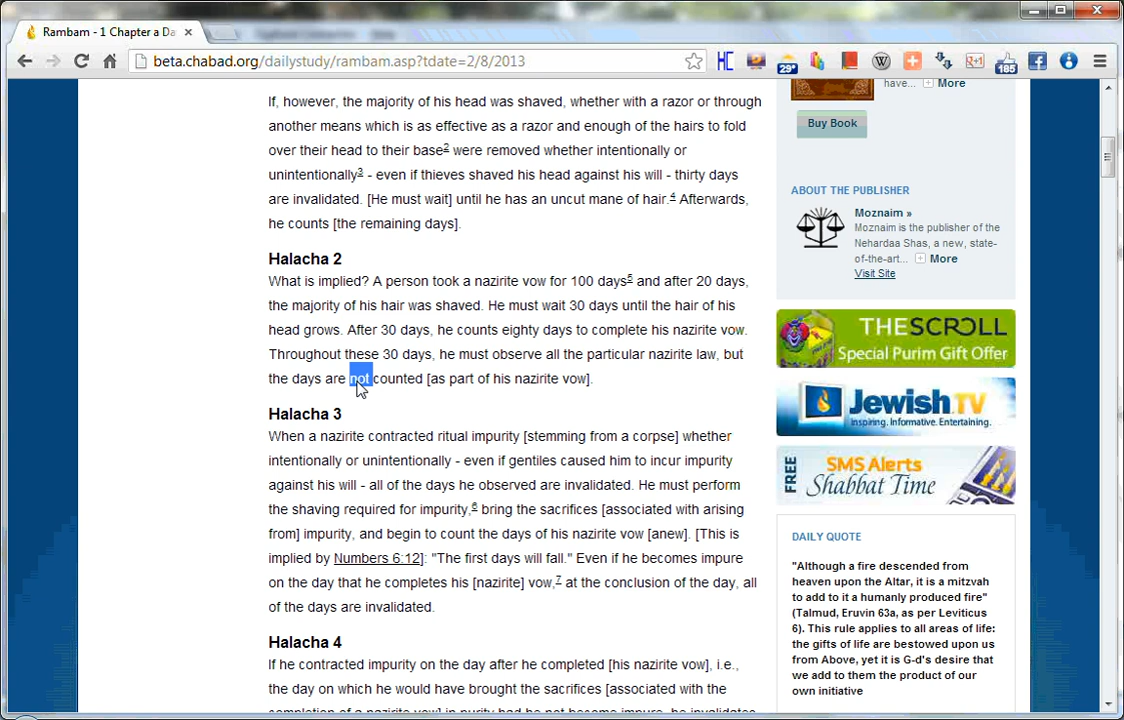 Rambam - 1 Chapter a Da
beta.chabad.org/dailystudy/rambam.asp?tdate=2/8/2013
HC
29°
W
g+1
185
If, however, the majority of his head was shaved, whether with a razor or through
another means which is as effective as a razor and enough of the hairs to fold
over their head to their base2 were removed whether intentionally or
unintentionally3 - even if thieves shaved his head against his will - thirty days
are invalidated. [He must wait] until he has an uncut mane of hair.4 Afterwards,
he counts [the remaining days].
Halacha 2
What is implied? A person took a nazirite vow for 100 days5 and after 20 days,
the majority of his hair was shaved. He must wait 30 days until the hair of his
head grows. After 30 days, he counts eighty days to complete his nazirite vow.
Throughout these 30 days, he must observe all the particular nazirite law, but
the days are not counted [as part of his nazirite vow].
Halacha 3
When a nazirite contracted ritual impurity [stemming from a corpse] whether
intentionally or unintentionally - even if gentiles caused him to incur impurity
against his will - all of the days he observed are invalidated. He must perform
the shaving required for impurity,6 bring the sacrifices [associated with arising
from] impurity, and begin to count the days of his nazirite vow [anew]. [This is
implied by Numbers 6:12]: "The first days will fall." Even if he becomes impure
on the day that he completes his [nazirite] vow,7 at the conclusion of the day, all
of the days are invalidated.
Halacha 4
If he contracted impurity on the day after he completed [his nazirite vow], i.e.,
the day on which he would have brought the sacrifices [associated with the
completion of a nazirite vow] in purity had he not become impure, he invalidates
have... More
Buy Book
ABOUT THE PUBLISHER
Moznaim »
Moznaim is the publisher of the
Nehardaa Shas, a new, state-
of-the-art... More
Visit Site
THESCROLL
Special Purim Gift Offer
Jewish.TV
Inspiring. Informative. Entertaining.
FREE
SMS Alerts
Shabbat Time
DAILY QUOTE
"Although a fire descended from
heaven upon the Altar, it is a mitzvah
to add to it a humanly produced fire"
(Talmud, Eruvin 63a, as per Leviticus
6). This rule applies to all areas of life:
the gifts of life are bestowed upon us
from Above, yet it is G-d's desire that
we add to them the product of our
own initiative